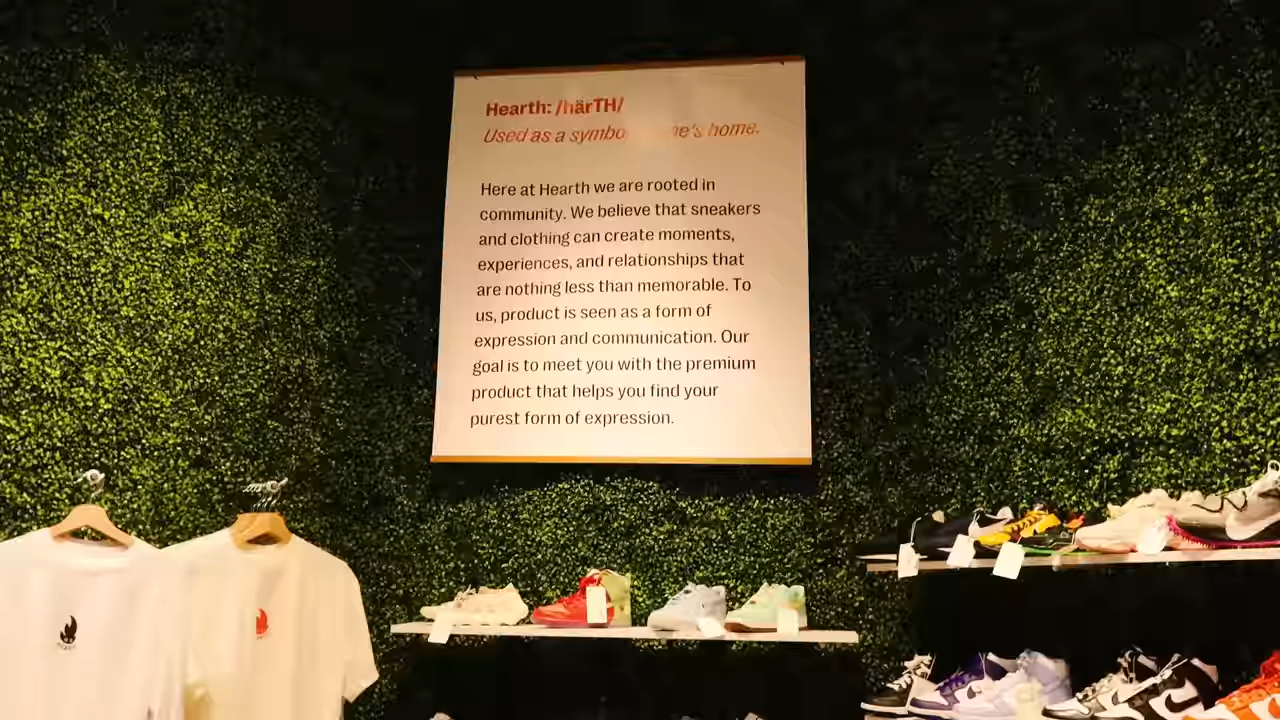 Hearth: /härTH/
Used as a symbo ne's home.
Here at Hearth we are rooted in
community. We believe that sneakers
and clothing can create moments,
experiences, and relationships that
are nothing less than memorable. To
us, product is seen as a form of
expression and communication. Our
goal is to meet you with the premium
product that helps you find your
purest form of expression.